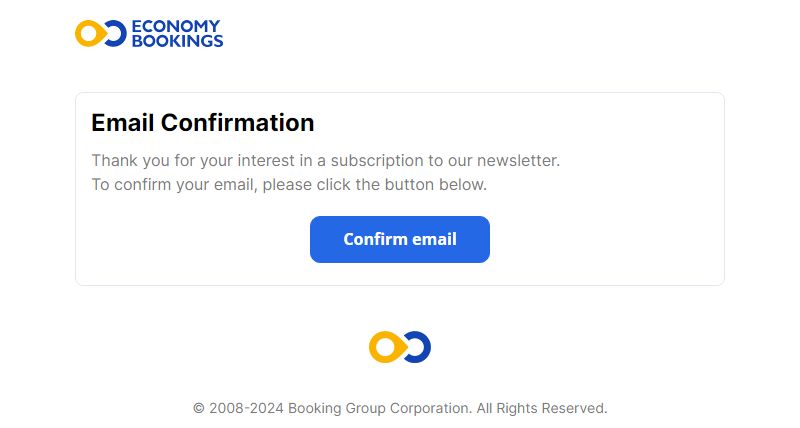 ECONOMY
BOOKINGS
Email Confirmation
Thank you for your interest in a subscription to our newsletter.
To confirm your email, please click the button below.
Confirm email
© 2008-2024 Booking Group Corporation. All Rights Reserved.